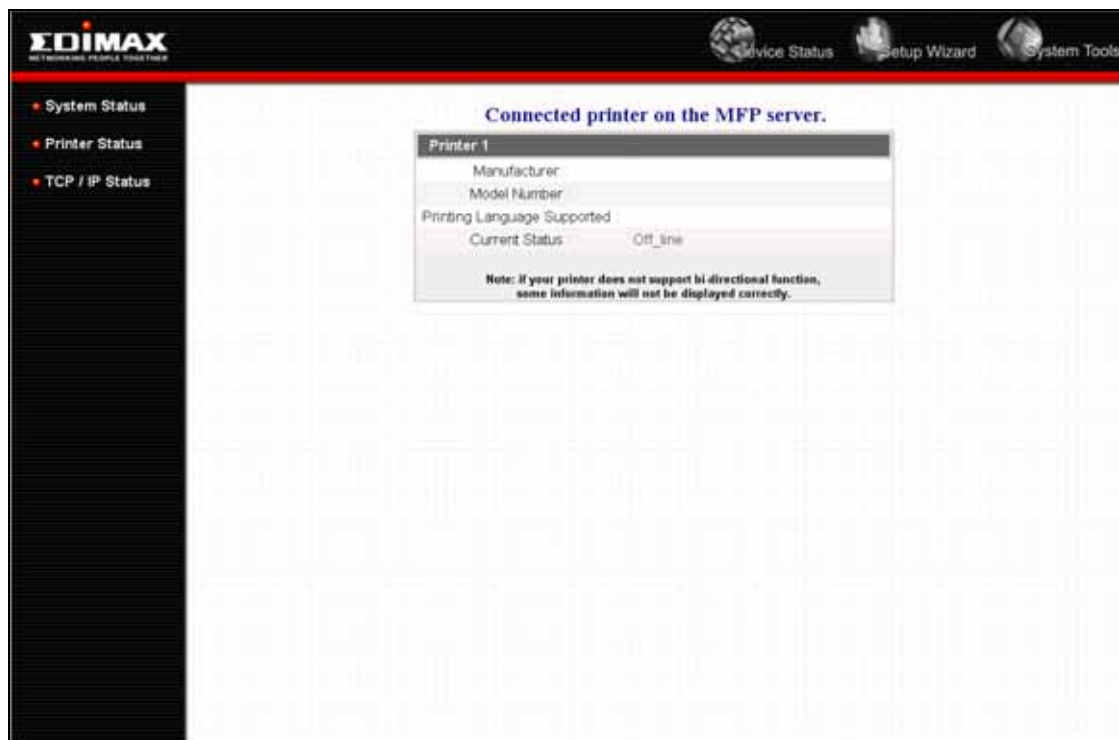 EDIMAX
NETWORKING PEOPLE TOGETHER
Device Status
Setup Wizard
System Tools
System Status
Printer Status
TCP / IP Status
Connected printer on the MFP server.
Printer 1
Manufacturer :
Model Number
Printing Language Supported :
Current Status Off_line
Note: if your printer does not support bi-directional function,
some information will not be displayed correctly.